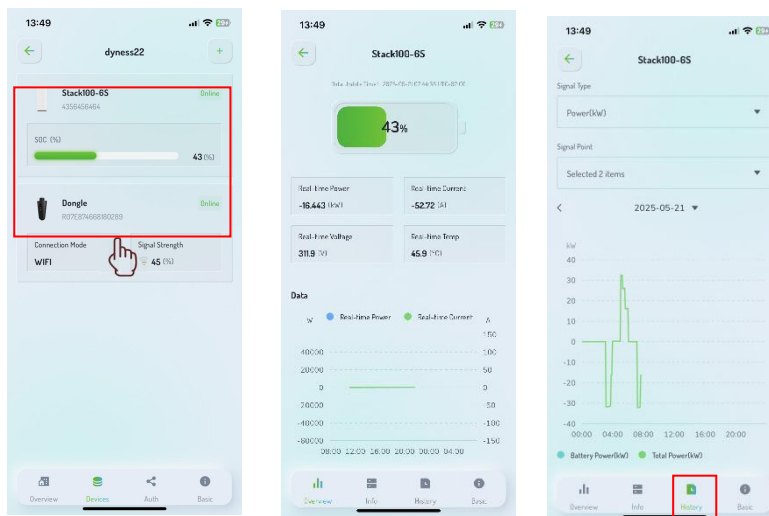 13:49
dyness22
+
Stack100-6S
Online
4356456464
SOC (%)
43 (%)
Dongle
Online
R07E874668180289
Connection Mode
Signal Strength
WIFI
45 (%)
Overview
Devices
Auth
Basic
13:49
Stack100-6S
43%
Real-time Power
Real-time Current
-16.443 (kW)
-52.72 (A)
Real-time Voltage
Real-time Temp
311.9 (V)
45.9 (°C)
Data
W
Real-time Power
Real-time Current
A
150
40000
100
20000
50
0
0
-20000
-50
-40000
-100
-60000
-150
08:00 12:00 16:00 20:00 00:00 04:00
Overview
Info
History
Basic
13:49
Stack100-6S
Signal Type
Power(kW)
Signal Point
Selected 2 items
2025-05-21
kW
40
30
20
10
0
-10
-20
-30
-40
00:00 04:00 08:00 12:00 16:00 20:00
Battery Power(kW)
Total Power(kW)
Overview
Info
History
Basic